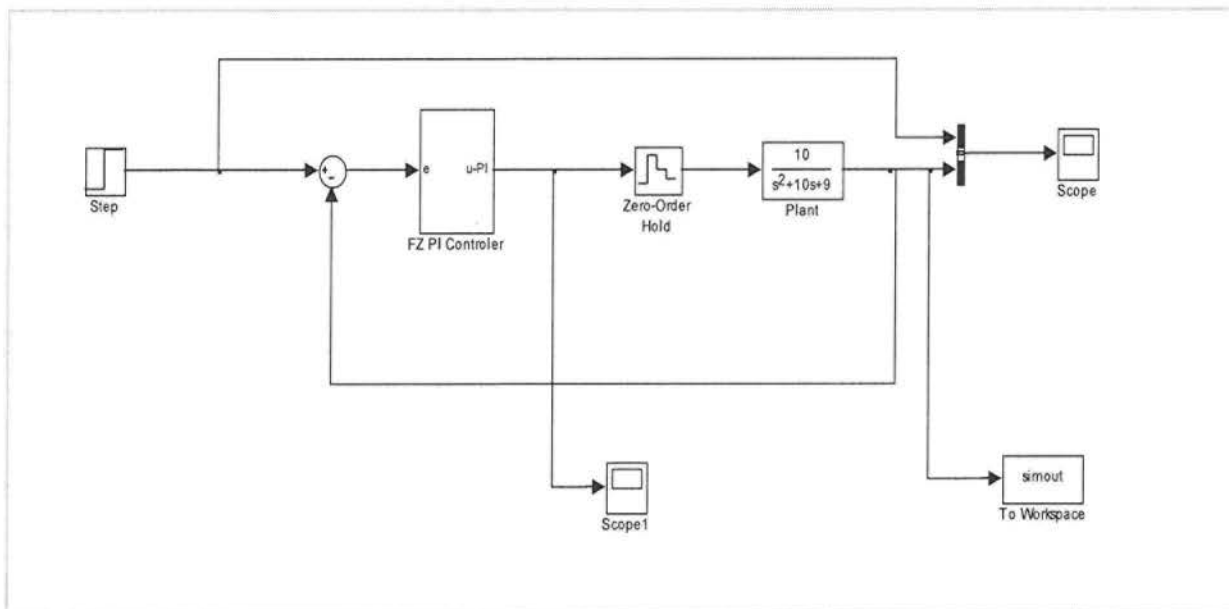 Step
+
-
e
u-PI
FZ PI Controler
Zero-Order
Hold
10
s²+10s+9
Plant
Scope
Scope1
simout
To Workspace